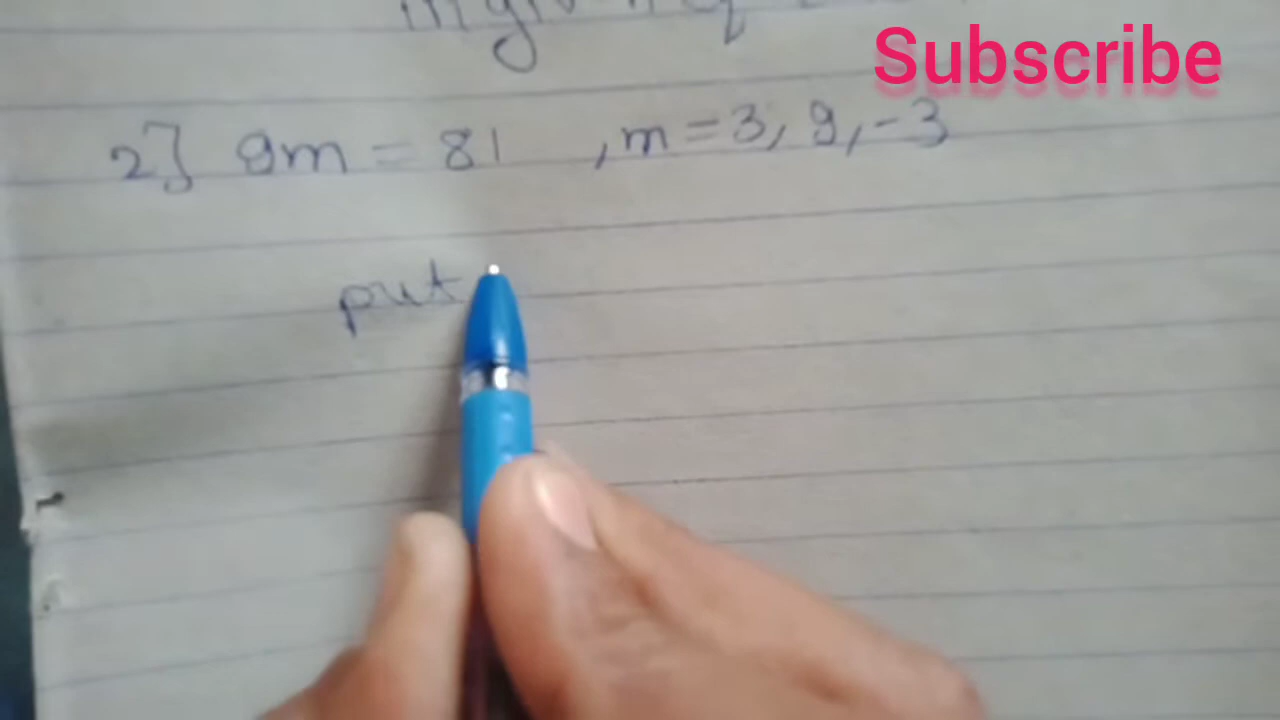 Subscribe
2] 9m = 81 , m = 3, 9, -3
put